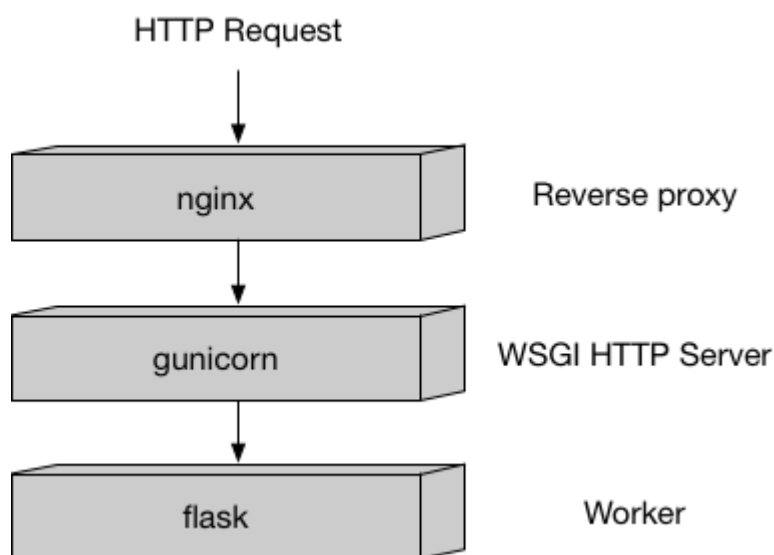 HTTP Request
nginx
Reverse proxy
gunicorn
WSGI HTTP Server
flask
Worker